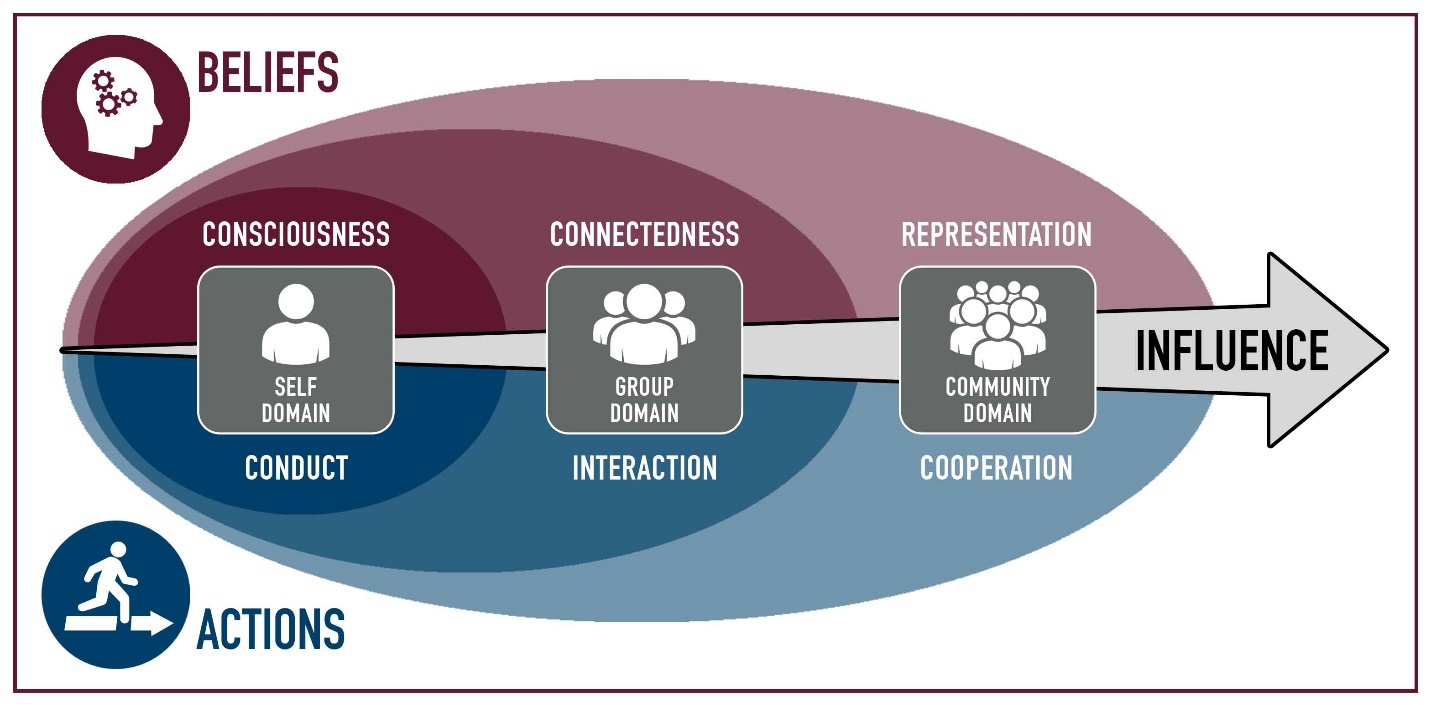 BELIEFS
CONSCIOUSNESS
CONNECTEDNESS
REPRESENTATION
SELF
DOMAIN
GROUP
DOMAIN
COMMUNITY
DOMAIN
INFLUENCE
CONDUCT
INTERACTION
COOPERATION
ACTIONS